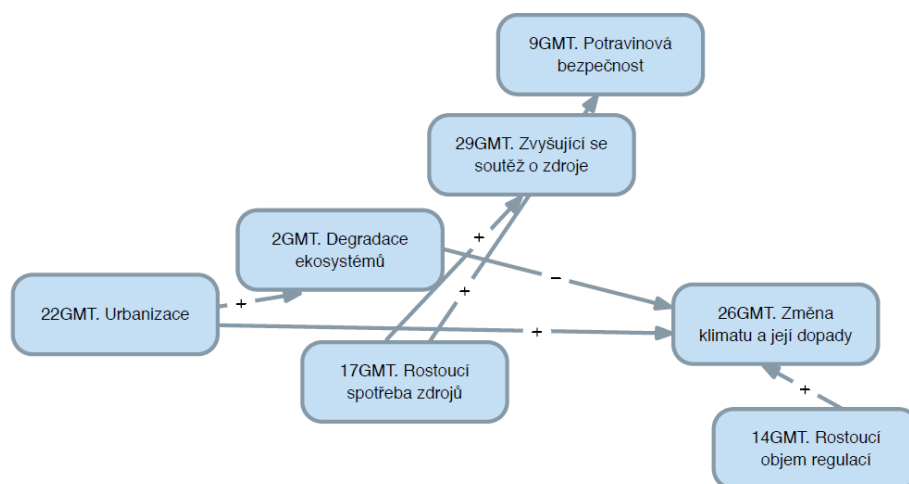 9GMT. Potravinová
bezpečnost
29GMT. Zvyšující se
soutěž o zdroje
+
2GMT. Degradace
ekosystémů
+
–
22GMT. Urbanizace
+
+
26GMT. Změna
klimatu a její dopady
17GMT. Rostoucí
spotřeba zdrojů
+
14GMT. Rostoucí
objem regulací